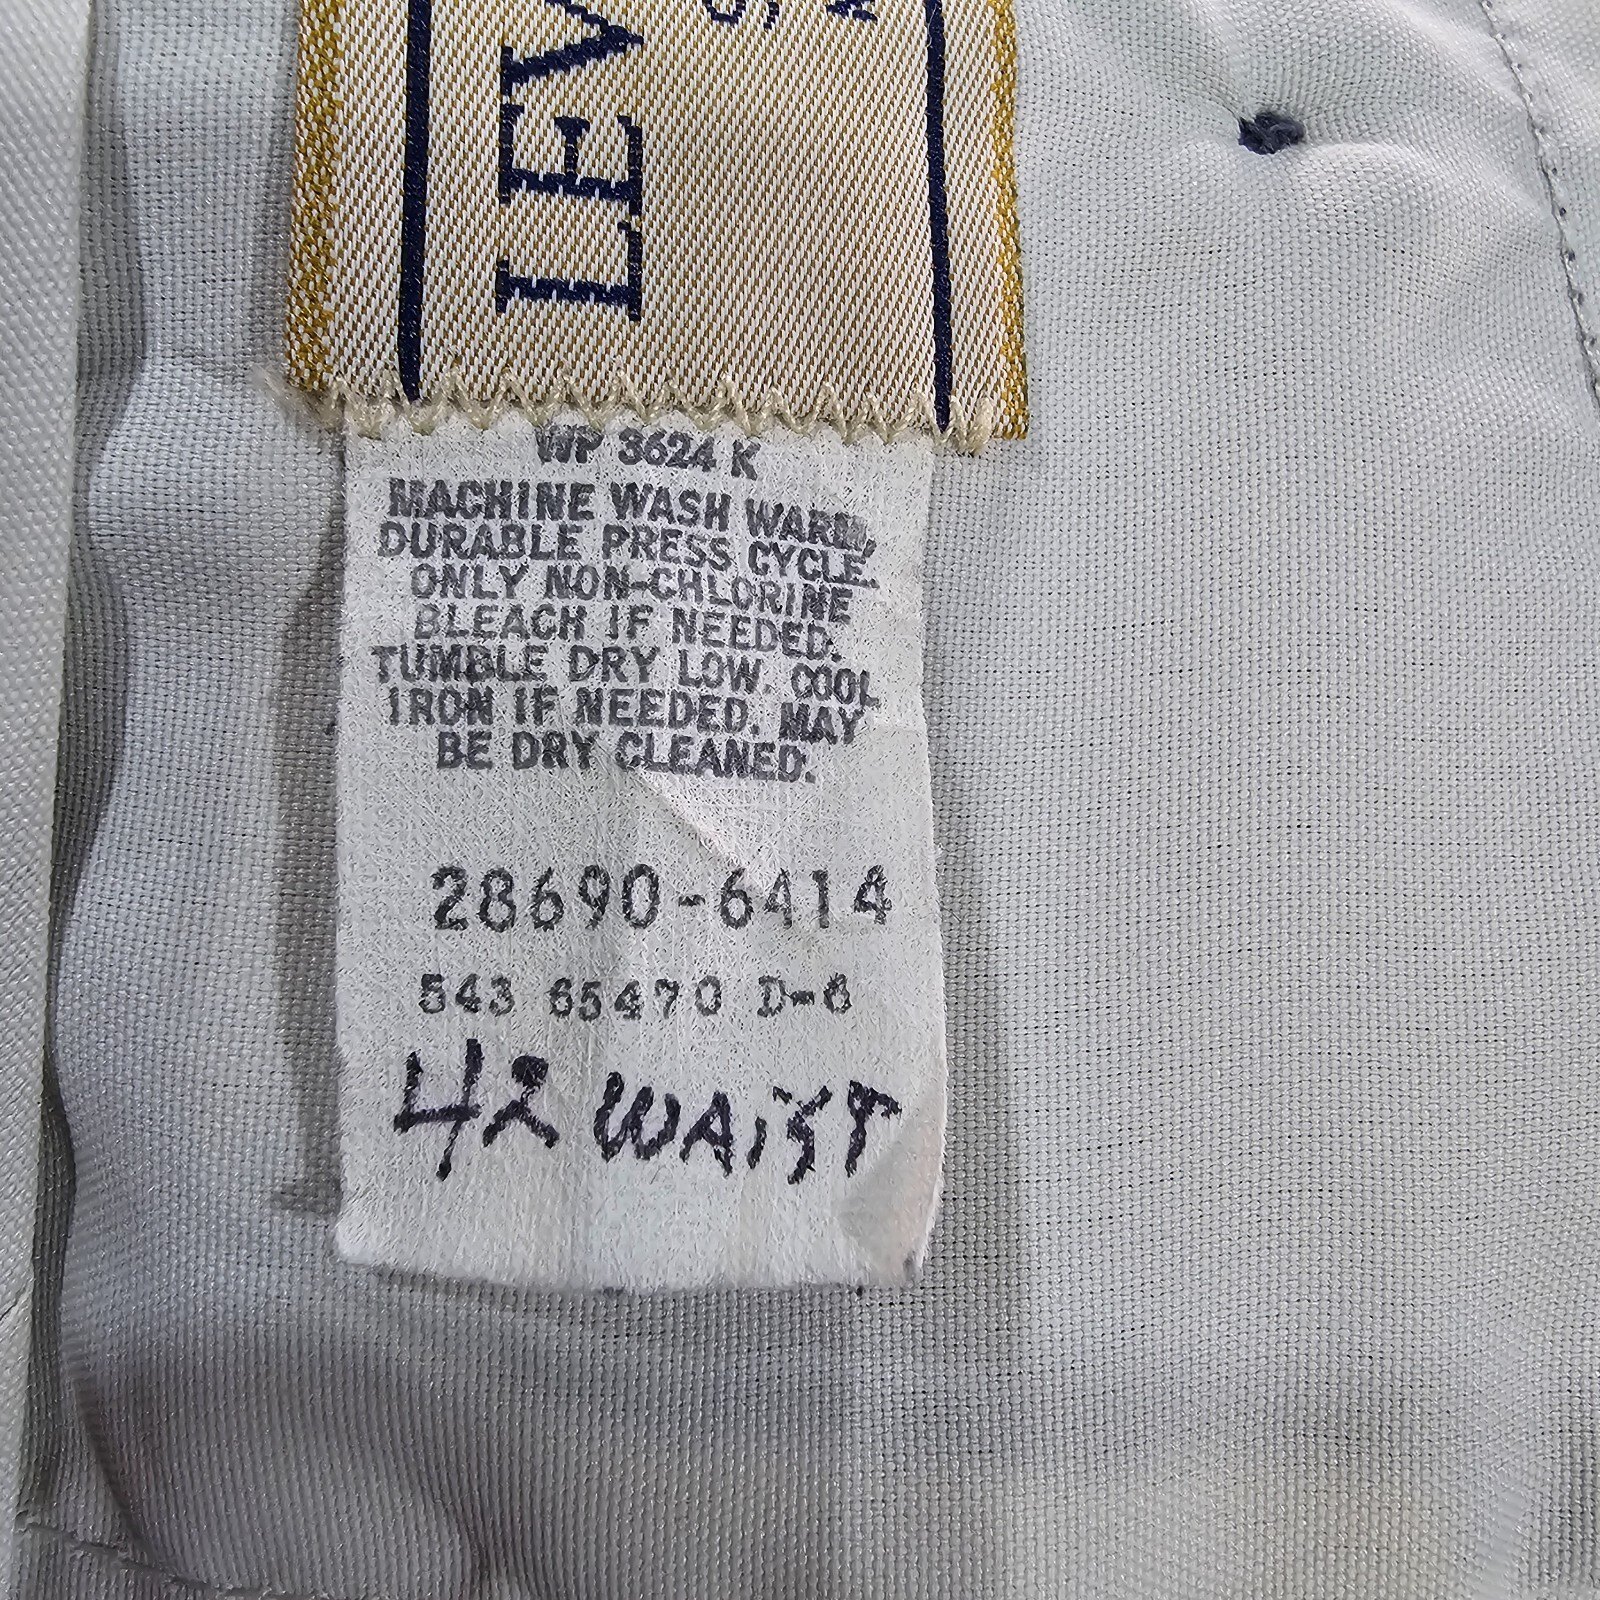 LEV
WP 3624 K
MACHINE WASH WARM,
DURABLE PRESS CYCLE.
ONLY NON-CHLORINE
BLEACH IF NEEDED.
TUMBLE DRY LOW. COOL
IRON IF NEEDED. MAY
BE DRY CLEANED.
28690-6414
543 65470 D-6
42 WAiST